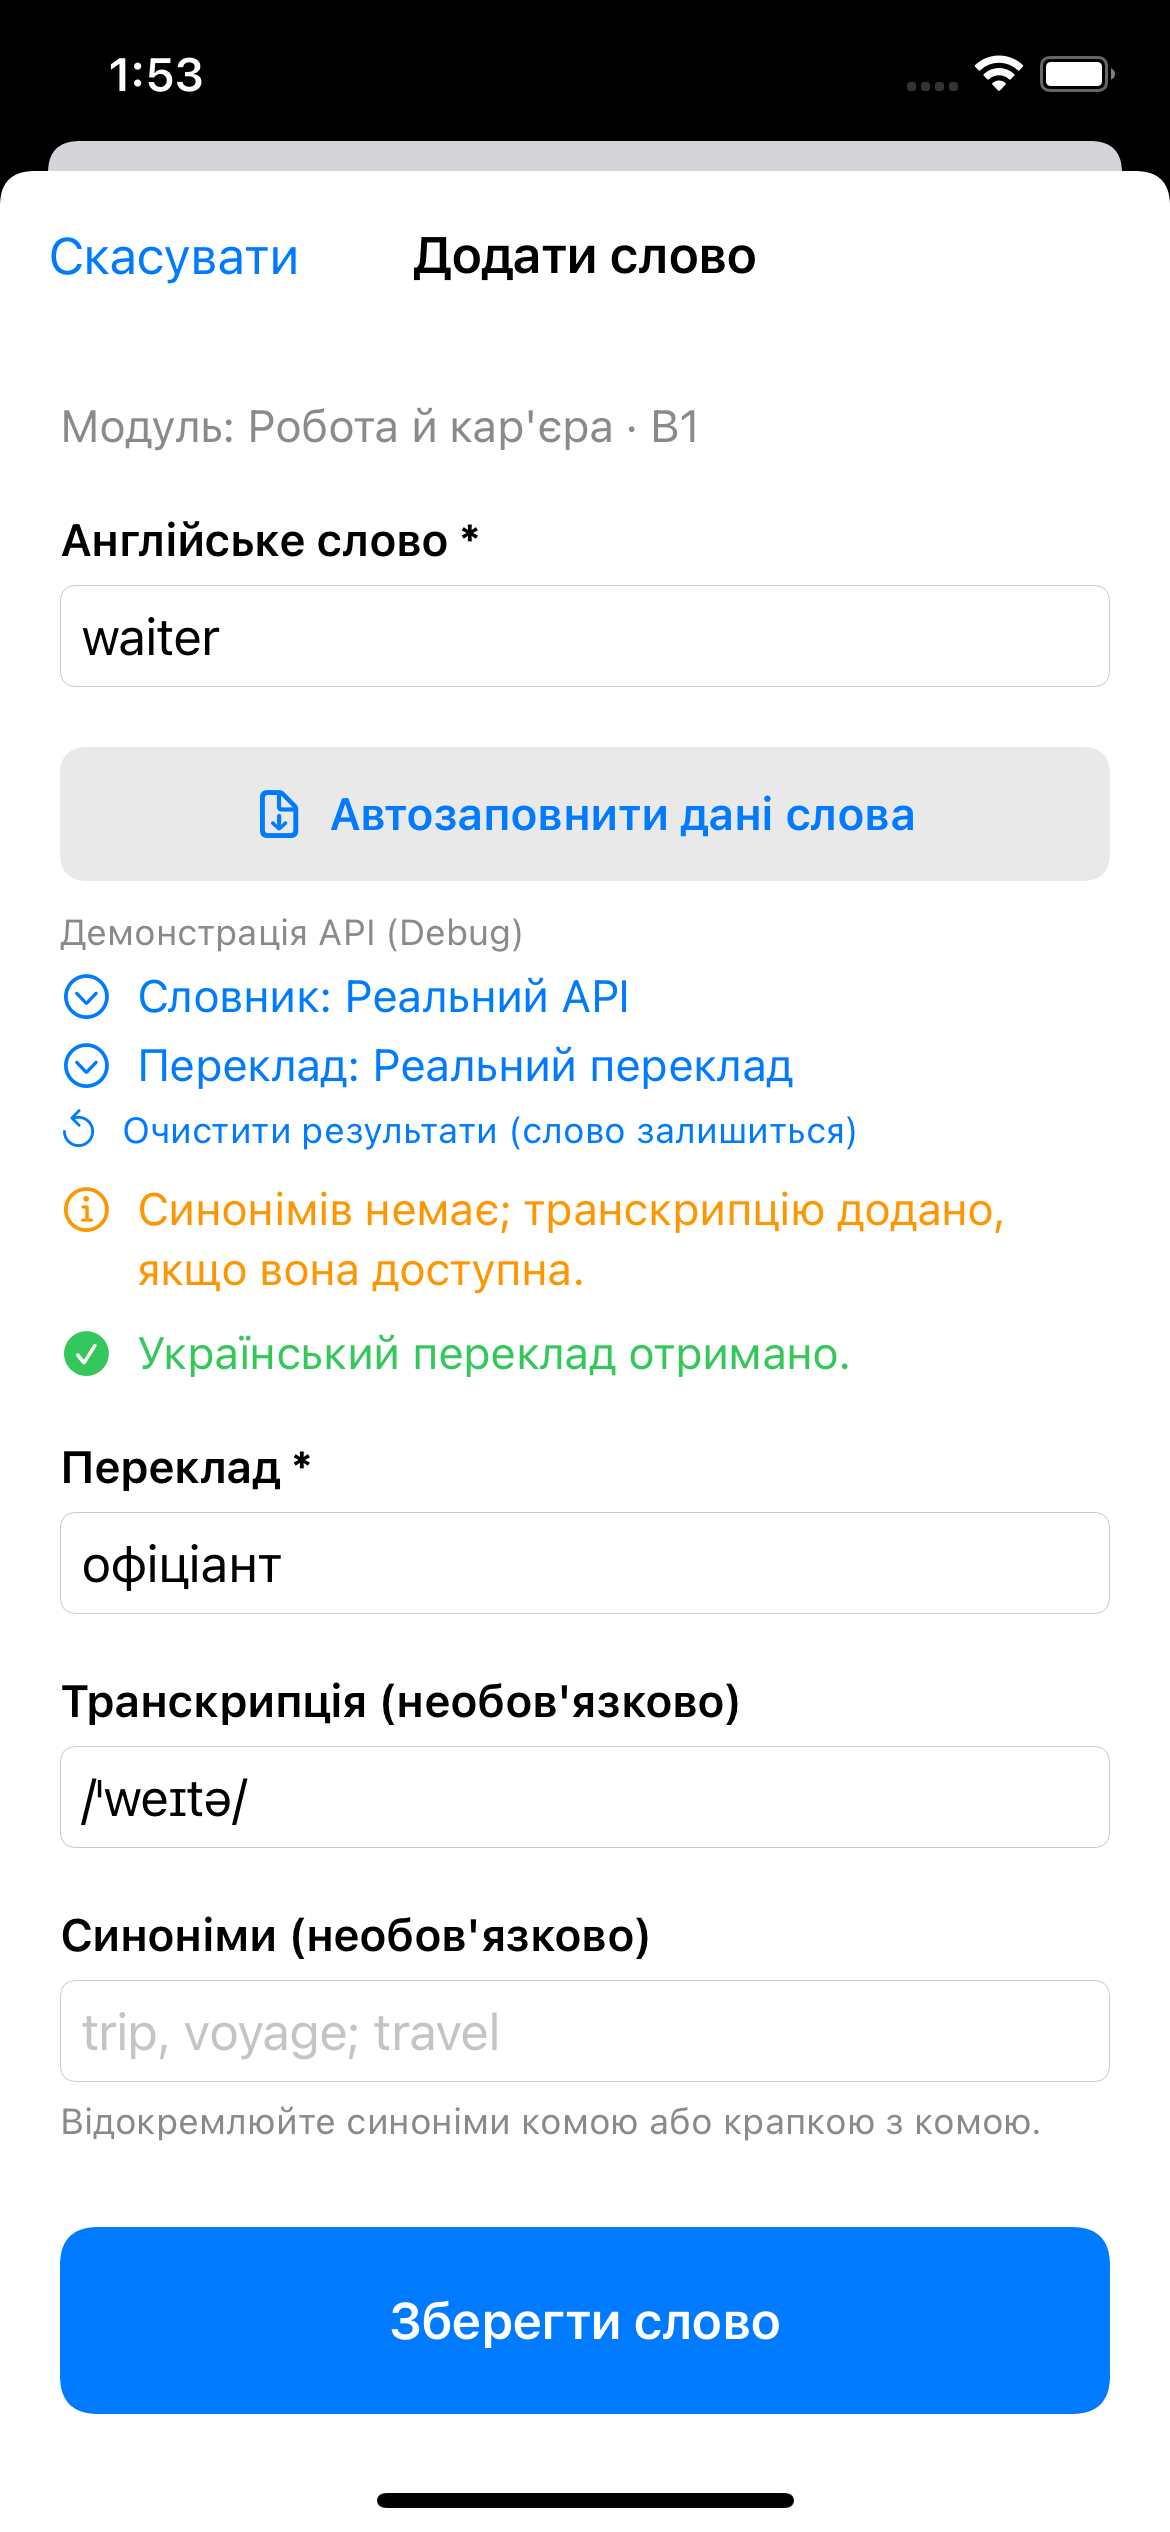 1:53
Скасувати
Додати слово
Модуль: Робота й кар'єра · B1
Англійське слово *
waiter
Автозаповнити дані слова
Демонстрація API (Debug)
Словник: Реальний API
Переклад: Реальний переклад
Очистити результати (слово залишиться)
Синонімів немає; транскрипцію додано,
якщо вона доступна.
Український переклад отримано.
Переклад *
офіціант
Транскрипція (необов'язково)
/ˈweɪtə/
Синоніми (необов'язково)
trip, voyage; travel
Відокремлюйте синоніми комою або крапкою з комою.
Зберегти слово